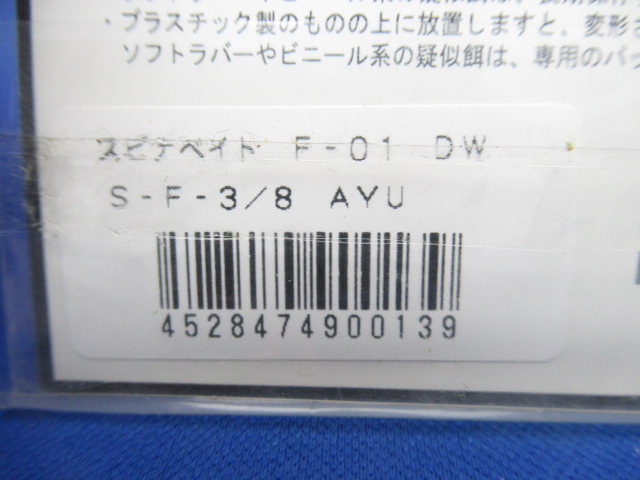 ・プラスチック製のものの上に放置しますと、変形さ
ソフトラバーやビニール系の疑似餌は、専用のパッ
スピナベイト F-01 DW
S-F-3/8 AYU
4528474900139